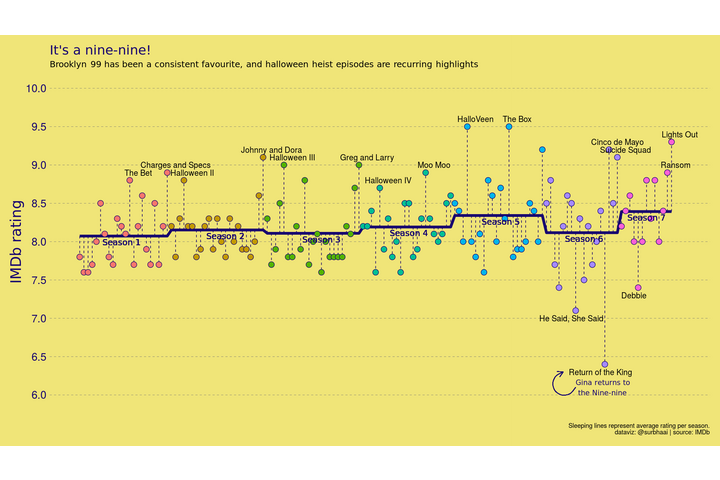 It's a nine-nine!
Brooklyn 99 has been a consistent favourite, and halloween heist episodes are recurring highlights
10.0
9.5
9.0
8.5
8.0
7.5
7.0
6.5
6.0
IMDb rating
HalloVeen
The Box
Lights Out
Cinco de Mayo
Suicide Squad
Johnny and Dora
Halloween III
Greg and Larry
Charges and Specs
The Bet
Halloween II
Moo Moo
Ransom
Halloween IV
Season 1
Season 2
Season 3
Season 4
Season 5
Season 6
Season 7
Debbie
He Said, She Said
Return of the King
Gina returns to
the Nine-nine
Sleeping lines represent average rating per season.
dataviz: @surbhaai | source: IMDb